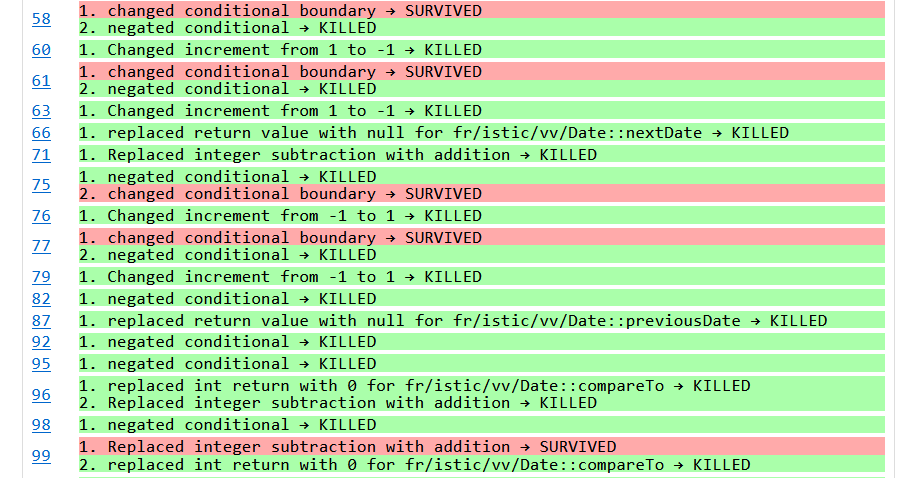 58
1. changed conditional boundary → SURVIVED
2. negated conditional → KILLED
60
1. Changed increment from 1 to -1 → KILLED
61
1. changed conditional boundary → SURVIVED
2. negated conditional → KILLED
63
1. Changed increment from 1 to -1 → KILLED
66
1. replaced return value with null for fr/istic/vv/Date::nextDate → KILLED
71
1. Replaced integer subtraction with addition → KILLED
75
1. negated conditional → KILLED
2. changed conditional boundary → SURVIVED
76
1. Changed increment from -1 to 1 → KILLED
77
1. changed conditional boundary → SURVIVED
2. negated conditional → KILLED
79
1. Changed increment from -1 to 1 → KILLED
82
1. negated conditional → KILLED
87
1. replaced return value with null for fr/istic/vv/Date::previousDate → KILLED
92
1. negated conditional → KILLED
95
1. negated conditional → KILLED
96
1. replaced int return with 0 for fr/istic/vv/Date::compareTo → KILLED
2. Replaced integer subtraction with addition → KILLED
98
1. negated conditional → KILLED
99
1. Replaced integer subtraction with addition → SURVIVED
2. replaced int return with 0 for fr/istic/vv/Date::compareTo → KILLED